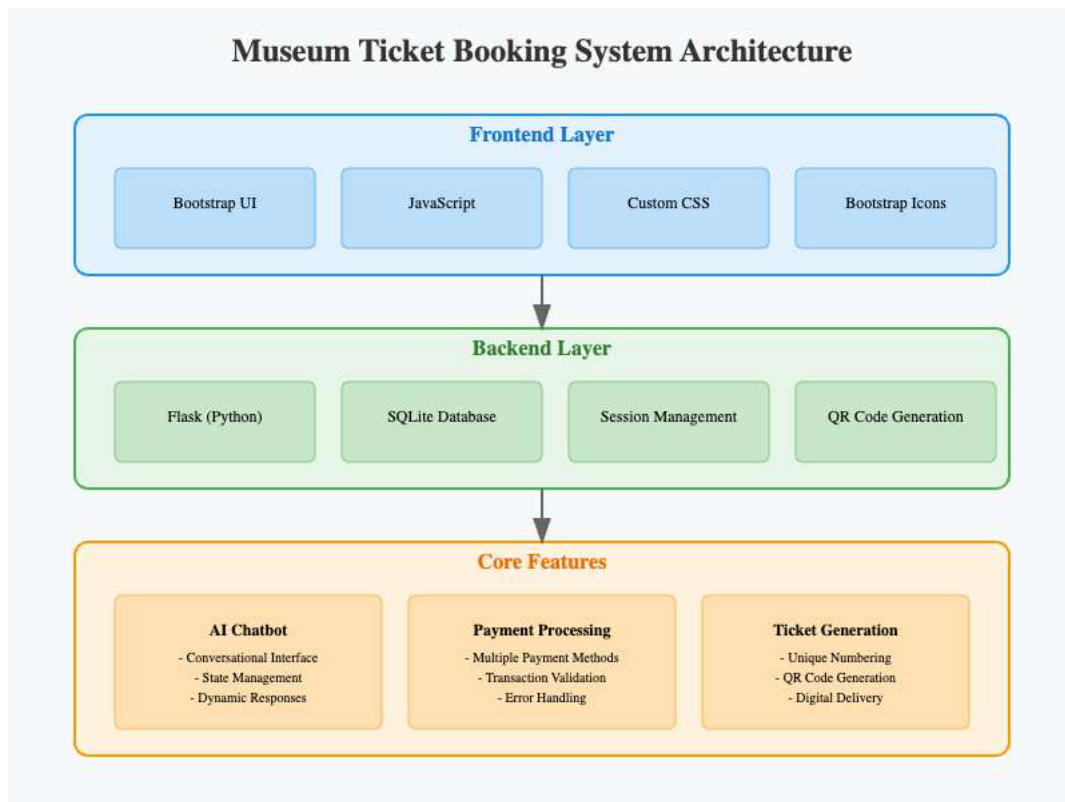 Museum Ticket Booking System Architecture
Frontend Layer
Bootstrap UI
JavaScript
Custom CSS
Bootstrap Icons
Backend Layer
Flask (Python)
SQLite Database
Session Management
QR Code Generation
Core Features
AI Chatbot
- Conversational Interface
- State Management
- Dynamic Responses
Payment Processing
- Multiple Payment Methods
- Transaction Validation
- Error Handling
Ticket Generation
- Unique Numbering
- QR Code Generation
- Digital Delivery